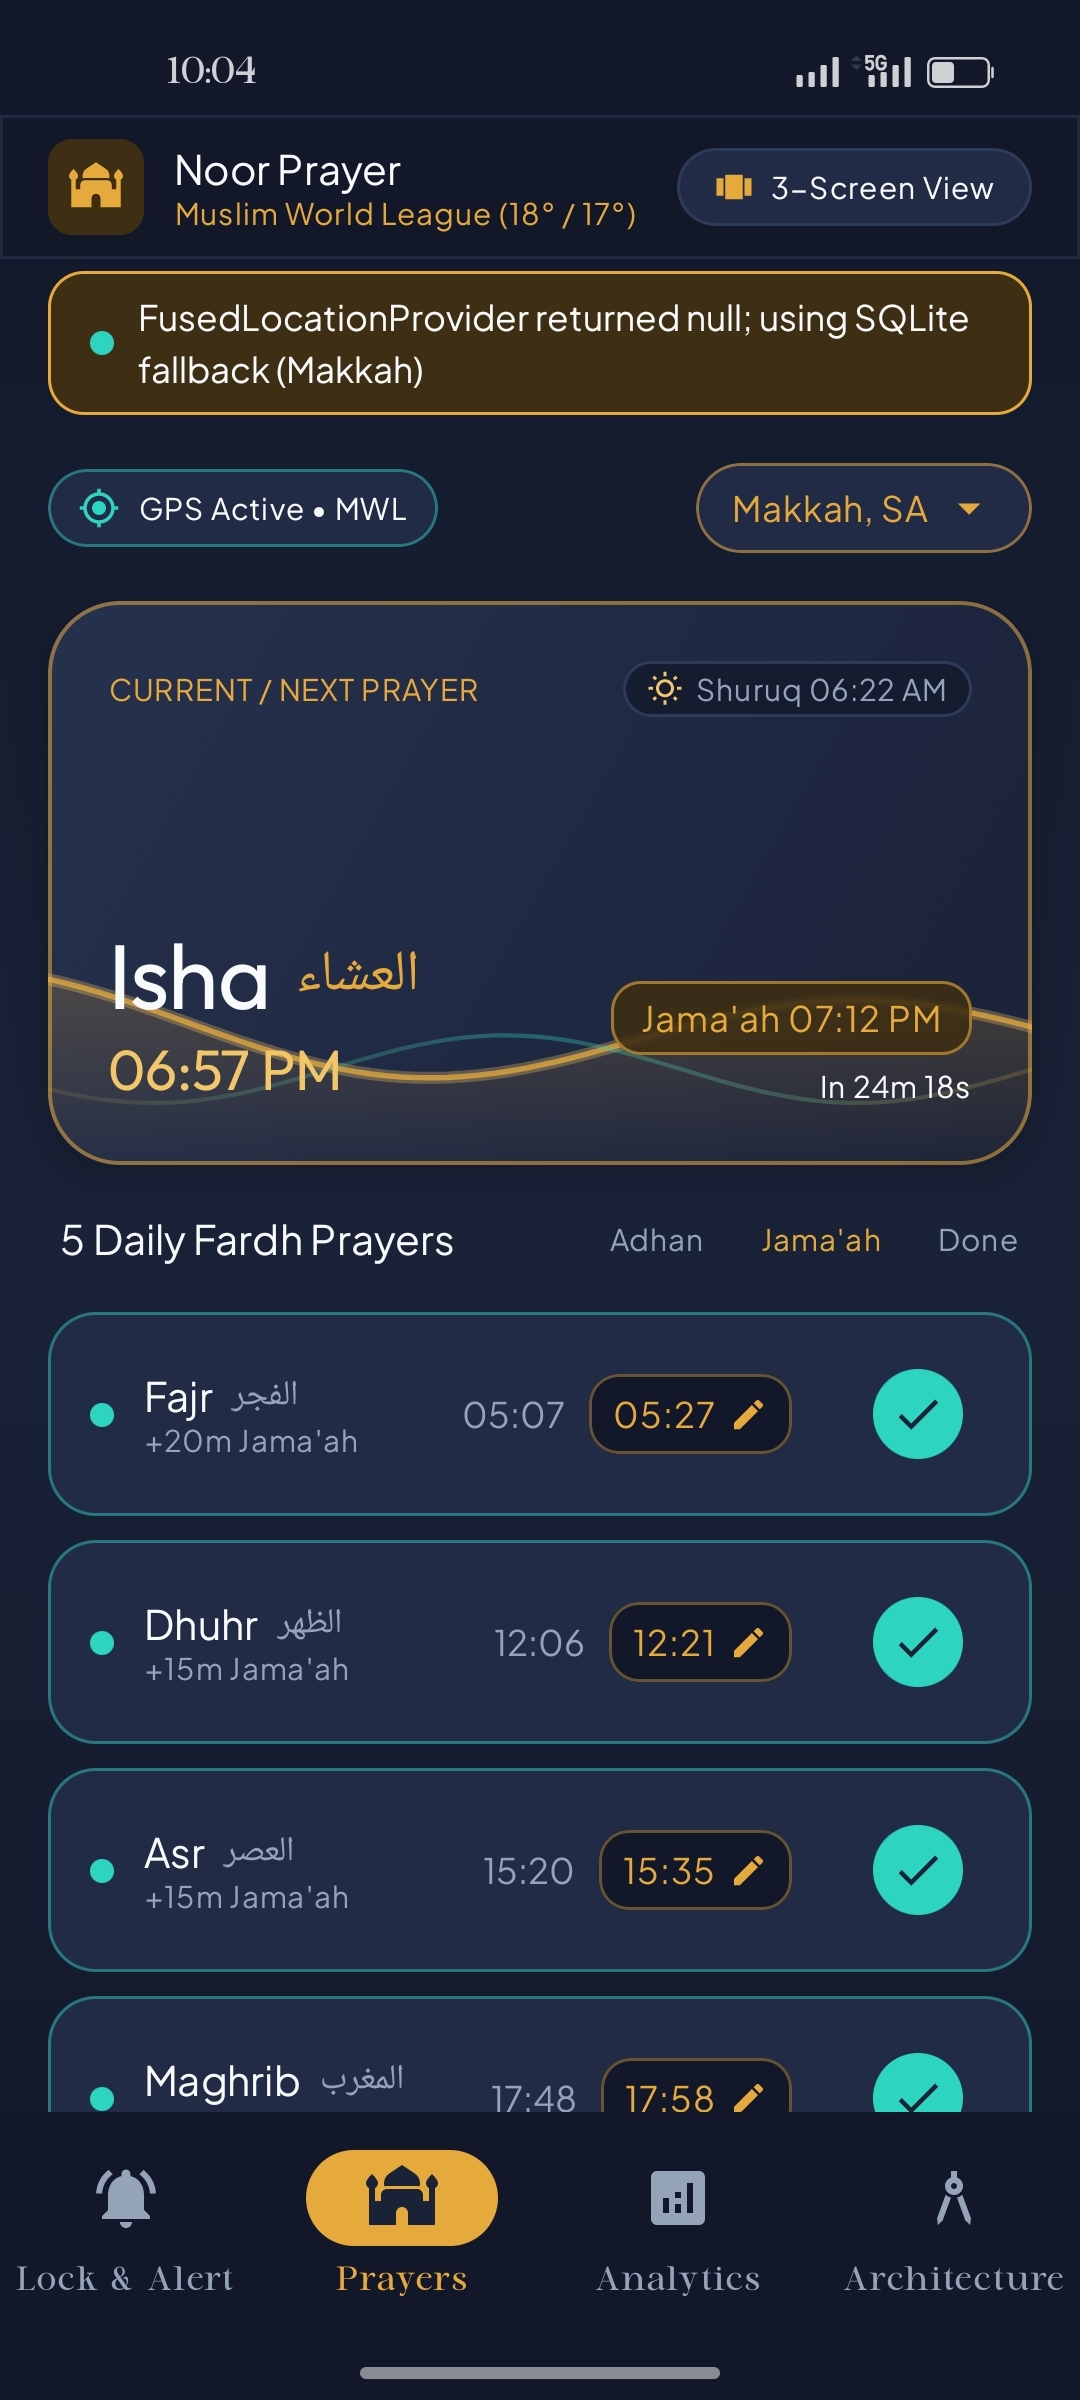 10:04
5G
Noor Prayer
Muslim World League (18° / 17°)
3-Screen View
FusedLocationProvider returned null; using SQLite
fallback (Makkah)
GPS Active • MWL
Makkah, SA
CURRENT / NEXT PRAYER
Shuruq 06:22 AM
Isha العشاء
06:57 PM
Jama'ah 07:12 PM
In 24m 18s
5 Daily Fardh Prayers
Adhan Jama'ah Done
Fajr الفجر
+20m Jama'ah
05:07 05:27
Dhuhr الظهر
+15m Jama'ah
12:06 12:21
Asr العصر
+15m Jama'ah
15:20 15:35
Maghrib المغرب
17:48 17:58
Lock & Alert
Prayers
Analytics
Architecture